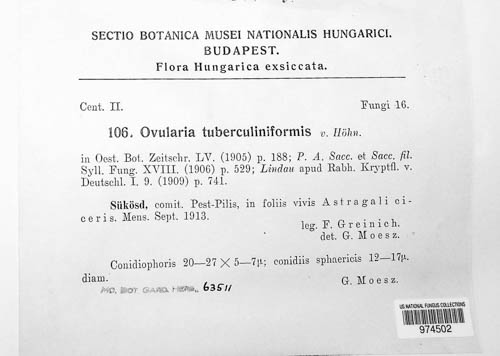 SECTIO BOTANICA MUSEI NATIONALIS HUNGARICI.
BUDAPEST.
Flora Hungarica exsiccata.
Cent. II. Fungi 16.
106. Ovularia tuberculiniformis v. Höhn.
in Oest. Bot. Zeitschr. LV. (1905) p. 188; P. A. Sacc. et Sacc. fil.
Syll. Fung. XVIII. (1906) p. 529; Lindau apud Rabh. Kryptfl. v.
Deutschl. I. 9. (1909) p. 741.
Sükösd, comit. Pest-Pilis, in foliis vivis Astragali ci-
ceris. Mens. Sept. 1913.
leg. F. Greinich.
det. G. Moesz.
Conidiophoris 20—27 × 5—7μ; conidiis sphaericis 12—17μ
diam.
G. Moesz.
MO. BOT. GARD. HERB. 63511
US NATIONAL FUNGUS COLLECTIONS
974502